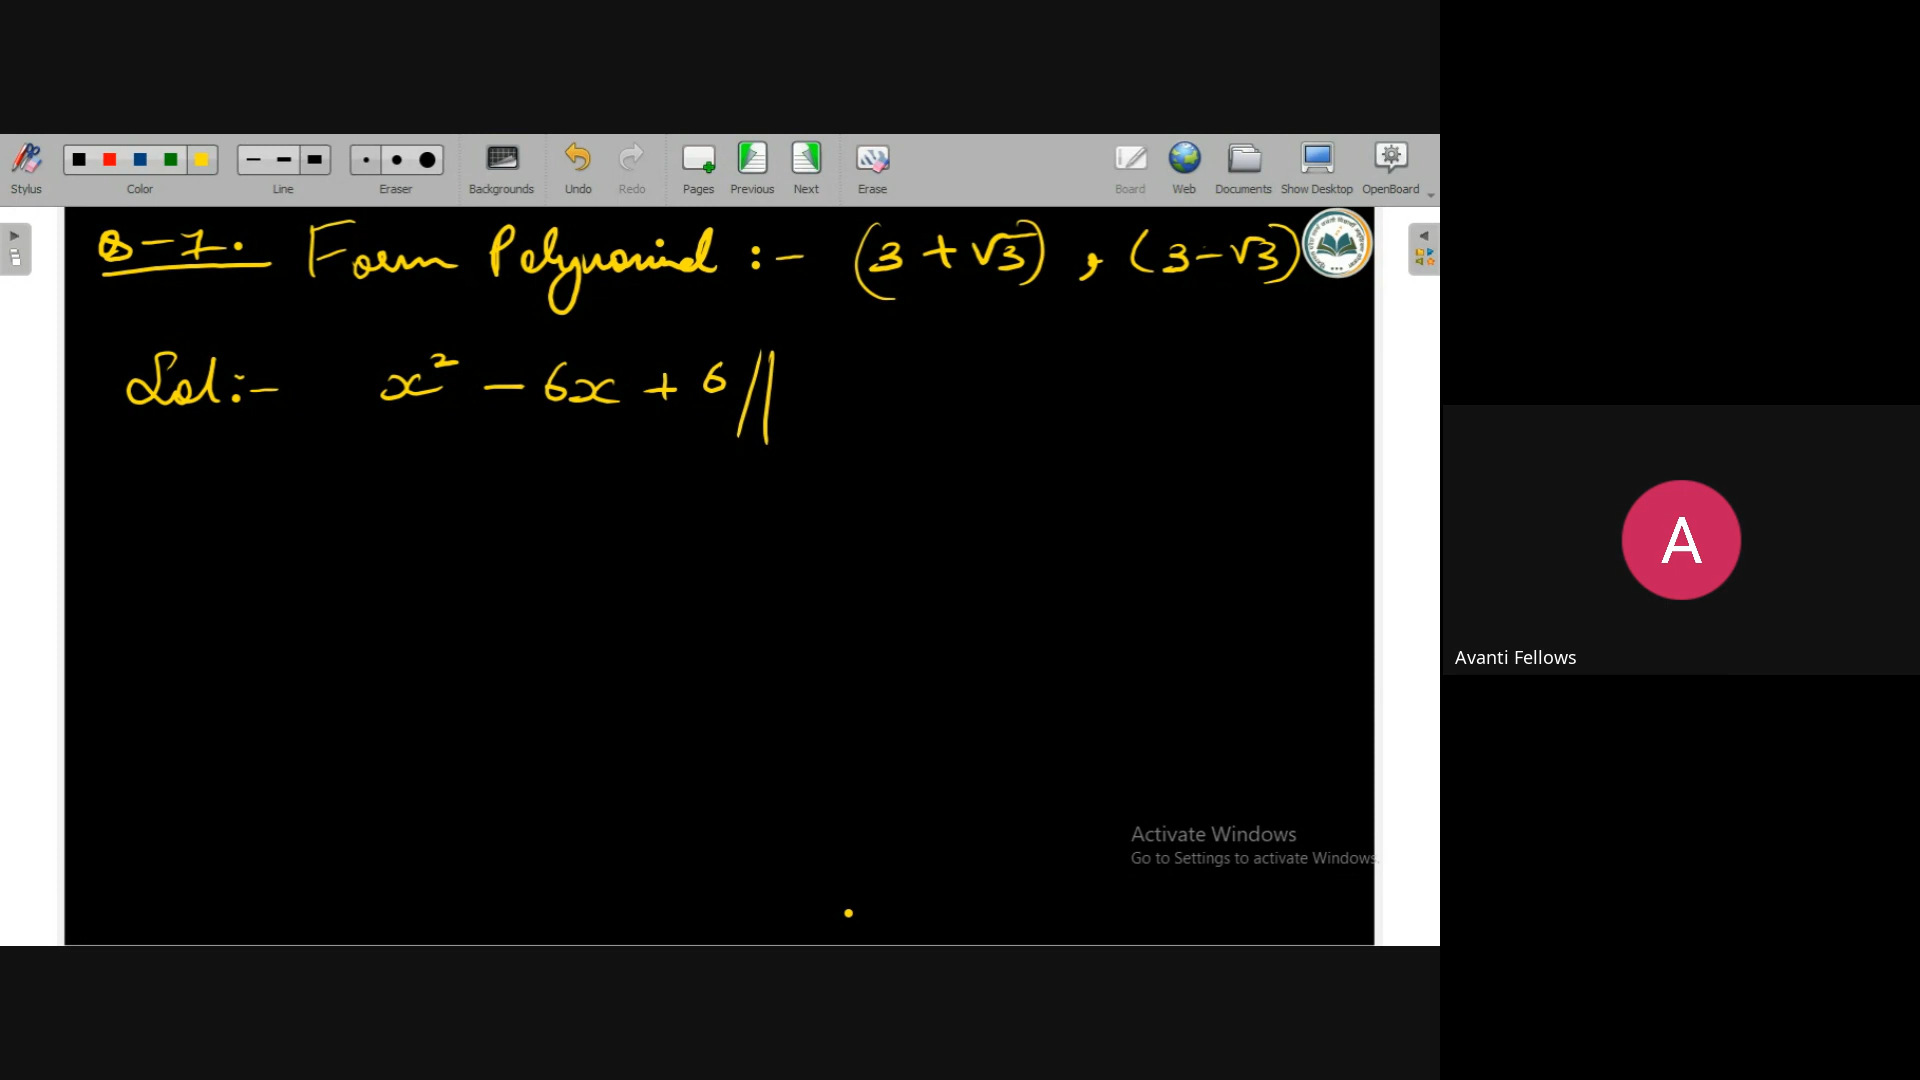 Stylus Color Line Eraser Backgrounds Undo Redo Pages Previous Next Erase Board Web Documents Show Desktop OpenBoard
Q-7. Form Polynomial :- (3 + √3) , (3 - √3)
Sol:- x² - 6x + 6 //
A
Avanti Fellows
Activate Windows
Go to Settings to activate Windows.